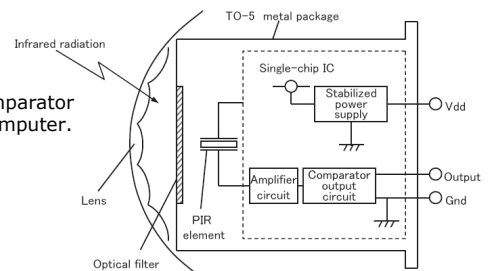 TO-5 metal package
Infrared radiation
Single-chip IC
Stabilized
power
supply
Vdd
mparator
mputer.
Amplifier
circuit
Comparator
output
circuit
Output
Gnd
Lens
PIR
element
Optical filter